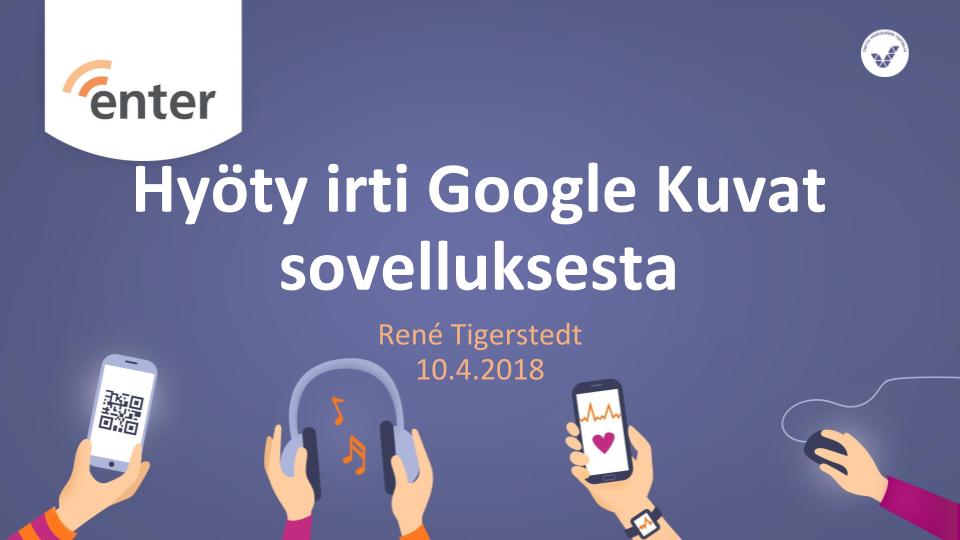 enter
Hyöty irti Google Kuvat
sovelluksesta
René Tigerstedt
10.4.2018